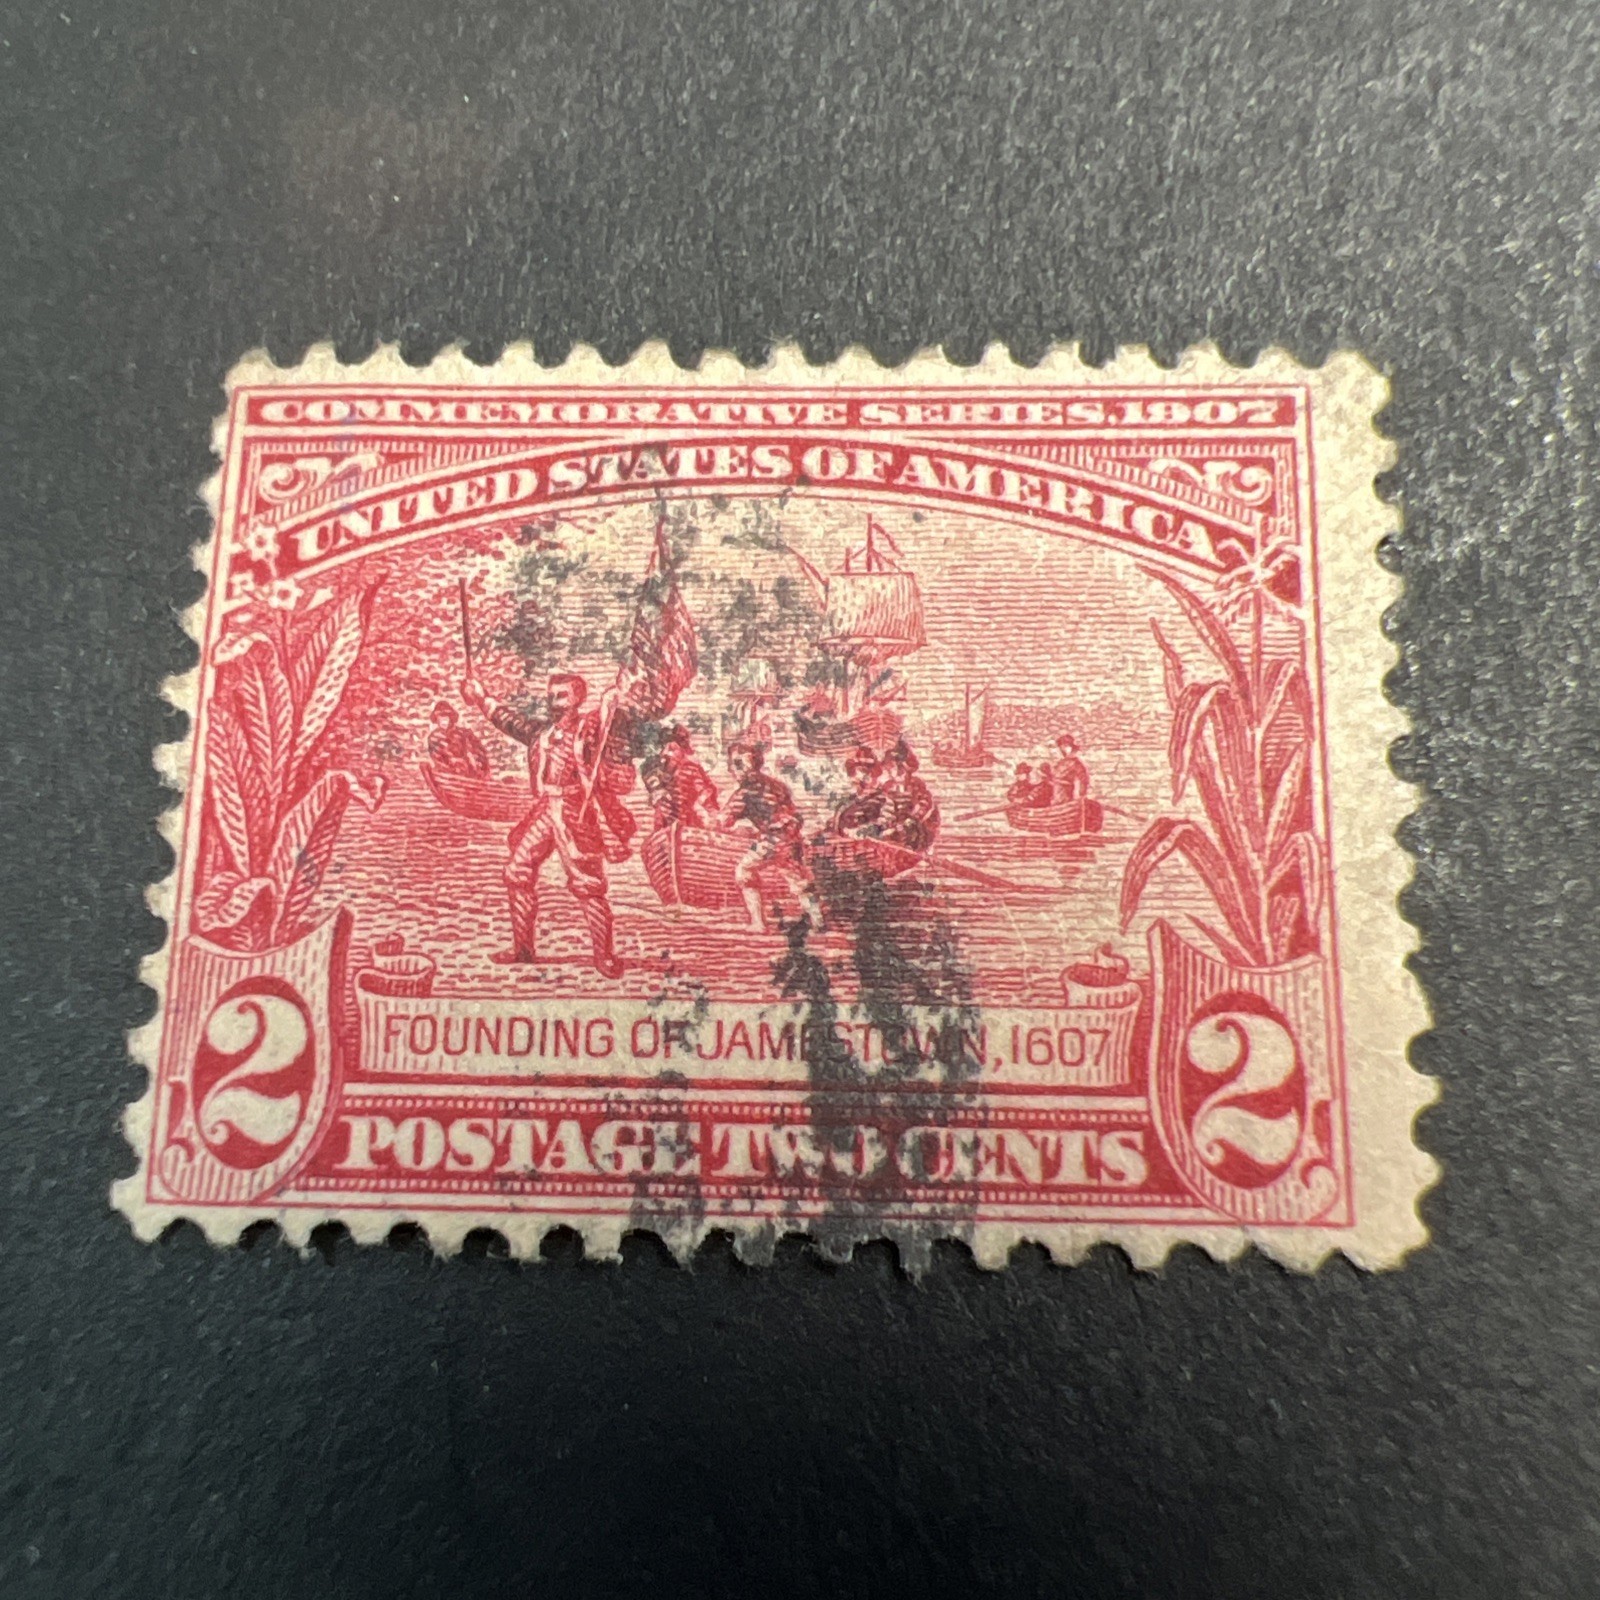 COMMEMORATIVE SERIES, 1907
UNITED STATES OF AMERICA
FOUNDING OF JAMESTOWN, 1607
2 POSTAGE TWO CENTS 2